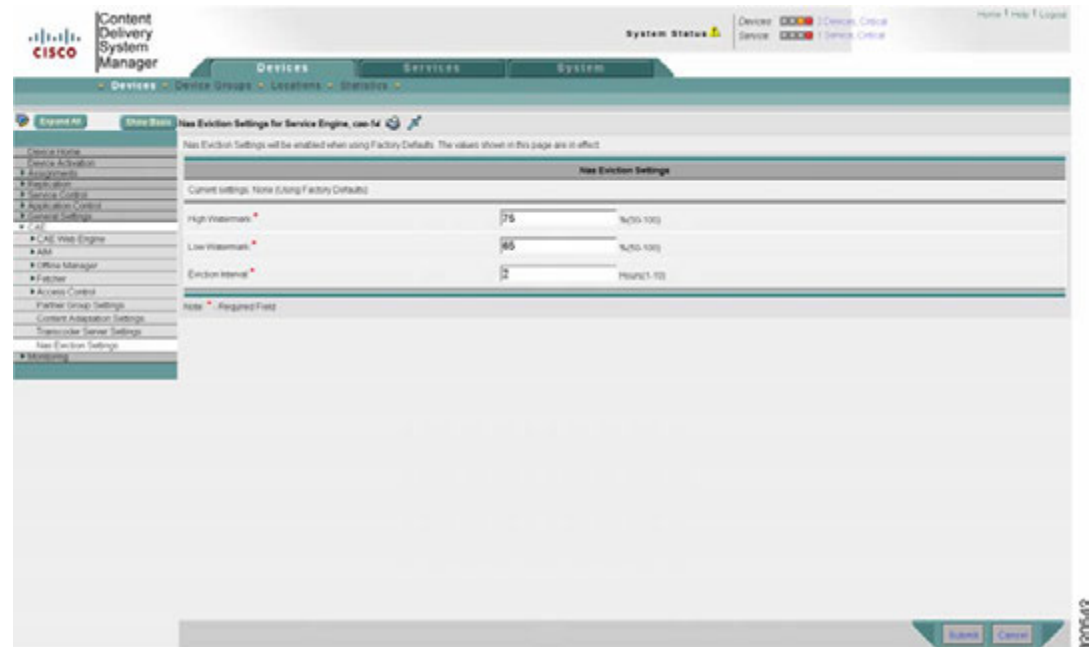 Content
Delivery
System
Manager
CISCO
System Status
Devices: 2 Devices, Critical
Service: 1 Service, Critical
Home Help Logout
Devices Services System
Devices Device Groups Locations Statistics
Expand All Show Basic
Nas Eviction Settings for Service Engine,
Nas Eviction Settings will be enabled when using Factory Defaults. The values shown in this page are in effect.
Device Home
Device Activation
Assignments
Replication
Service Control
Application Control
General Settings
CAE
CAE Web Engine
AIM
Offline Manager
Fetcher
Access Control
Partner Group Settings
Content Adaptation Settings
Transcoder Server Settings
Nas Eviction Settings
Monitoring
Nas Eviction Settings
Current settings: None (Using Factory Defaults)
High Watermark: * 75 %(50-100)
Low Watermark: * 65 %(50-100)
Eviction Interval: * 2 Hours(1-10)
Note: * - Required Field
Submit Cancel